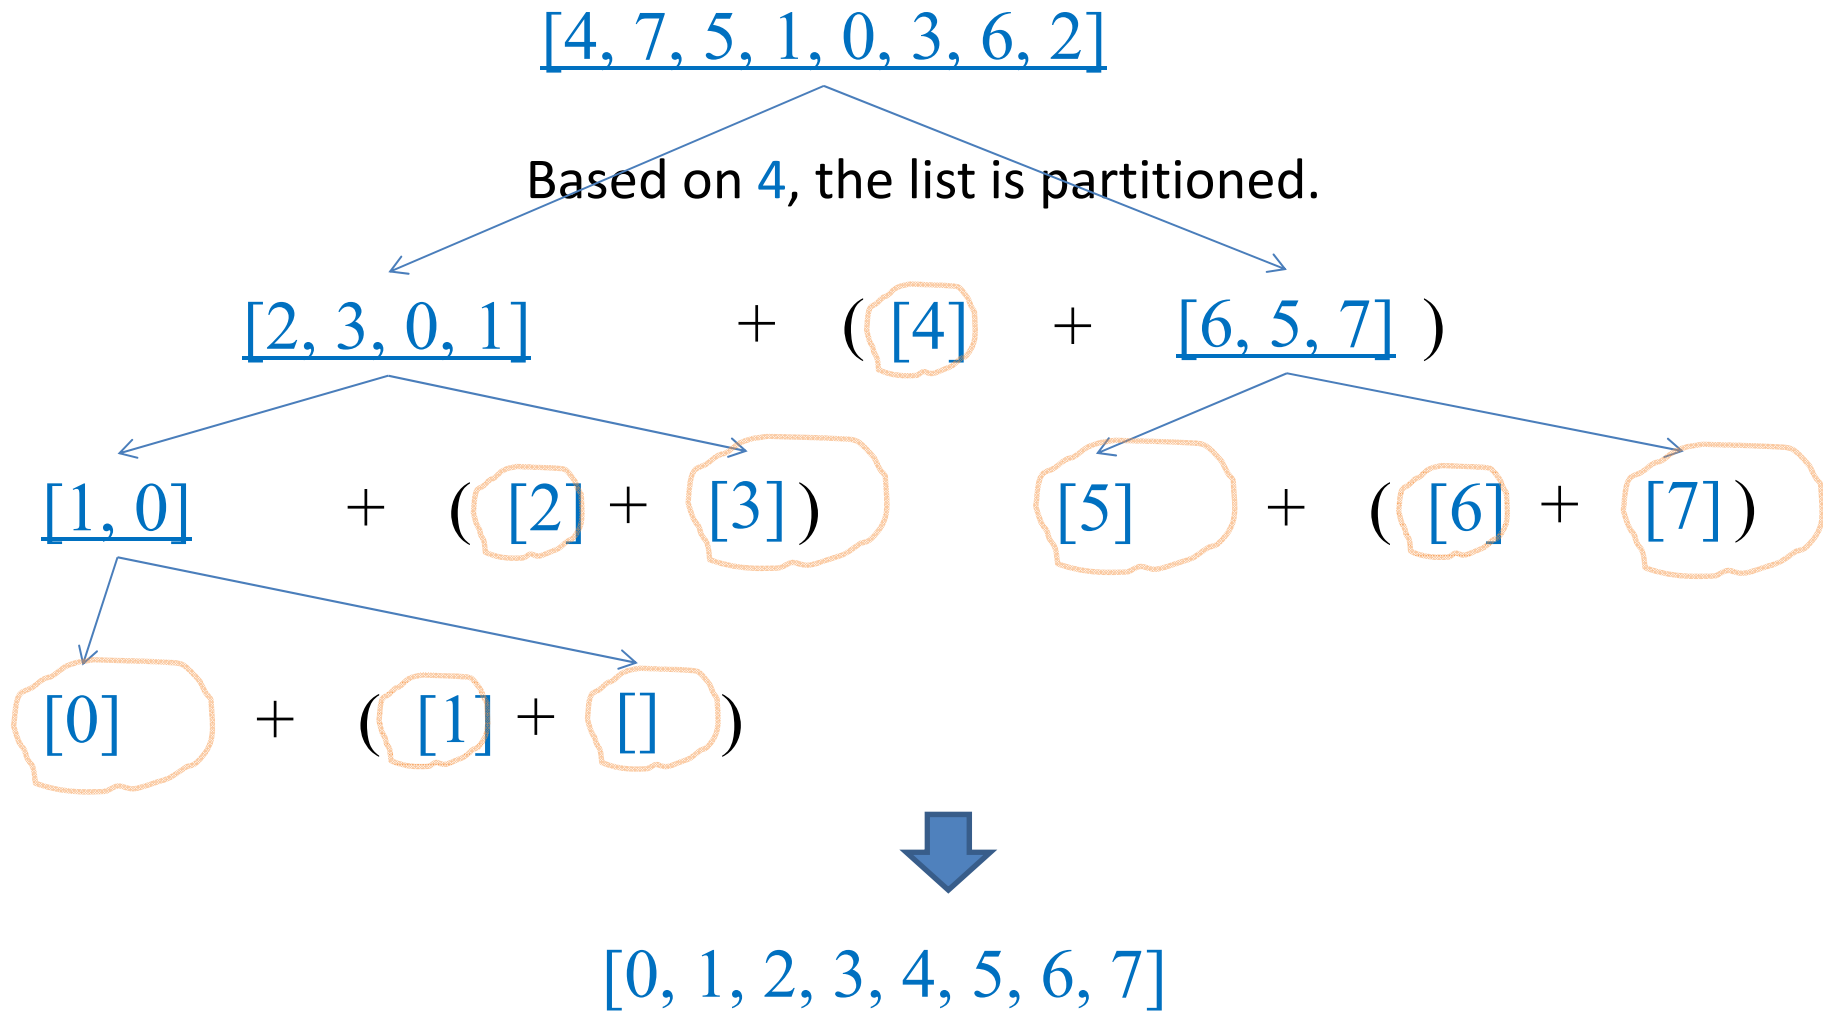 [4, 7, 5, 1, 0, 3, 6, 2]
Based on 4, the list is partitioned.
[2, 3, 0, 1] + ( [4] + [6, 5, 7] )
[1, 0] + ( [2] + [3] ) [5] + ( [6] + [7] )
[0] + ( [1] + [] )
[0, 1, 2, 3, 4, 5, 6, 7]